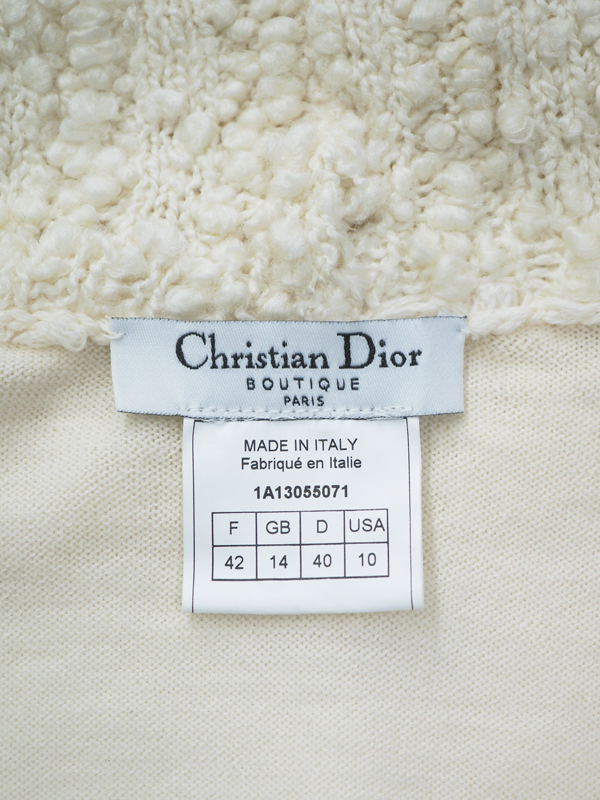 Christian Dior
BOUTIQUE
PARIS
MADE IN ITALY
Fabriqué en Italie
1A13055071
F GB D USA
42 14 40 10